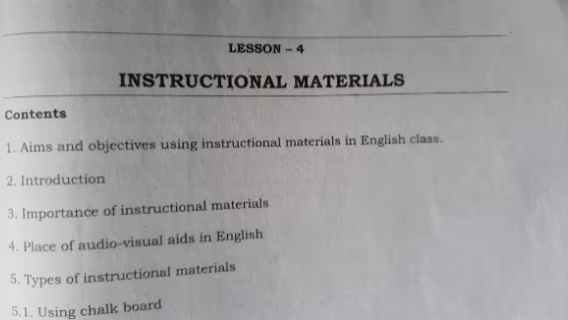 LESSON – 4
INSTRUCTIONAL MATERIALS
Contents
1. Aims and objectives using instructional materials in English class.
2. Introduction
3. Importance of instructional materials
4. Place of audio-visual aids in English
5. Types of instructional materials
5.1. Using chalk board